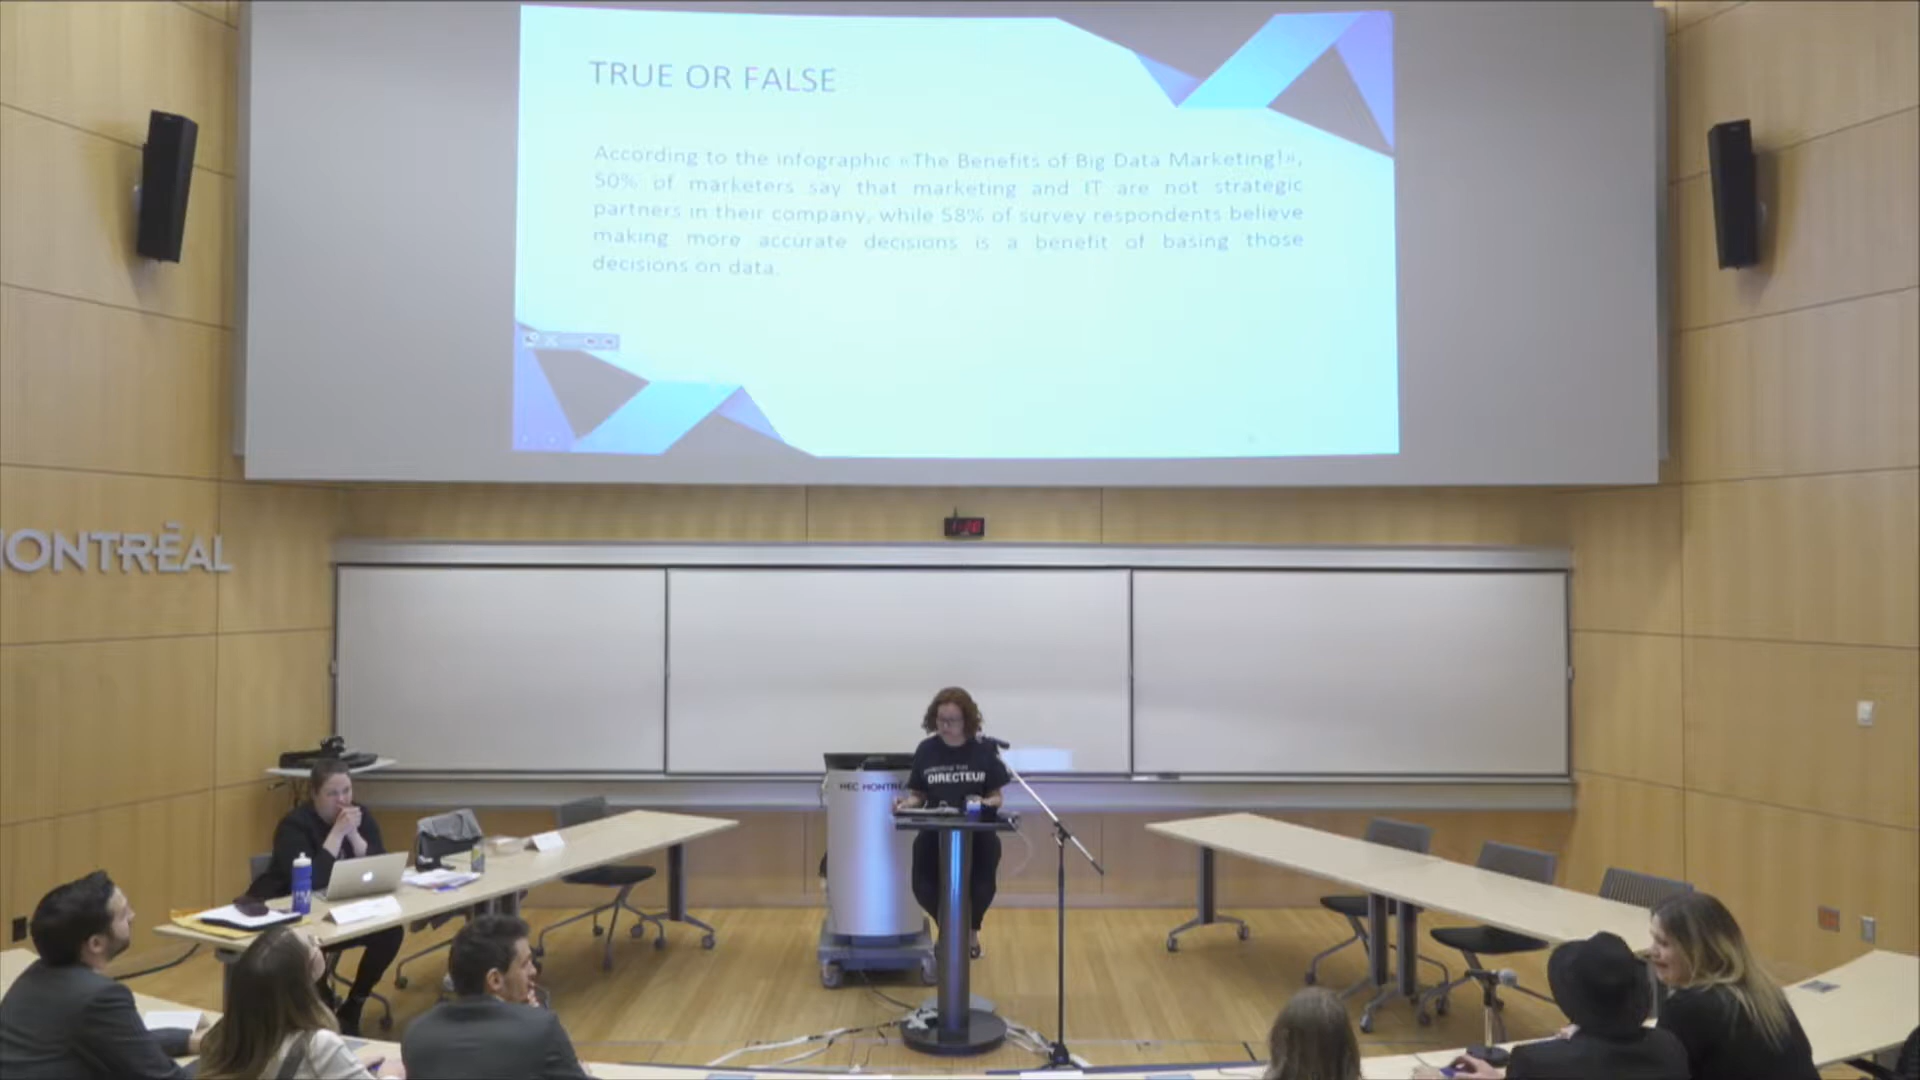 TRUE OR FALSE
According to the infographic «The Benefits of Big Data Marketing!«,
50% of marketers say that marketing and IT are not strategic
partners in their company, while 58% of survey respondents believe
making more accurate decisions is a benefit of basing those
decisions on data.
MONTRÉAL
HEC MONTRÉAL
DIRECTEUR